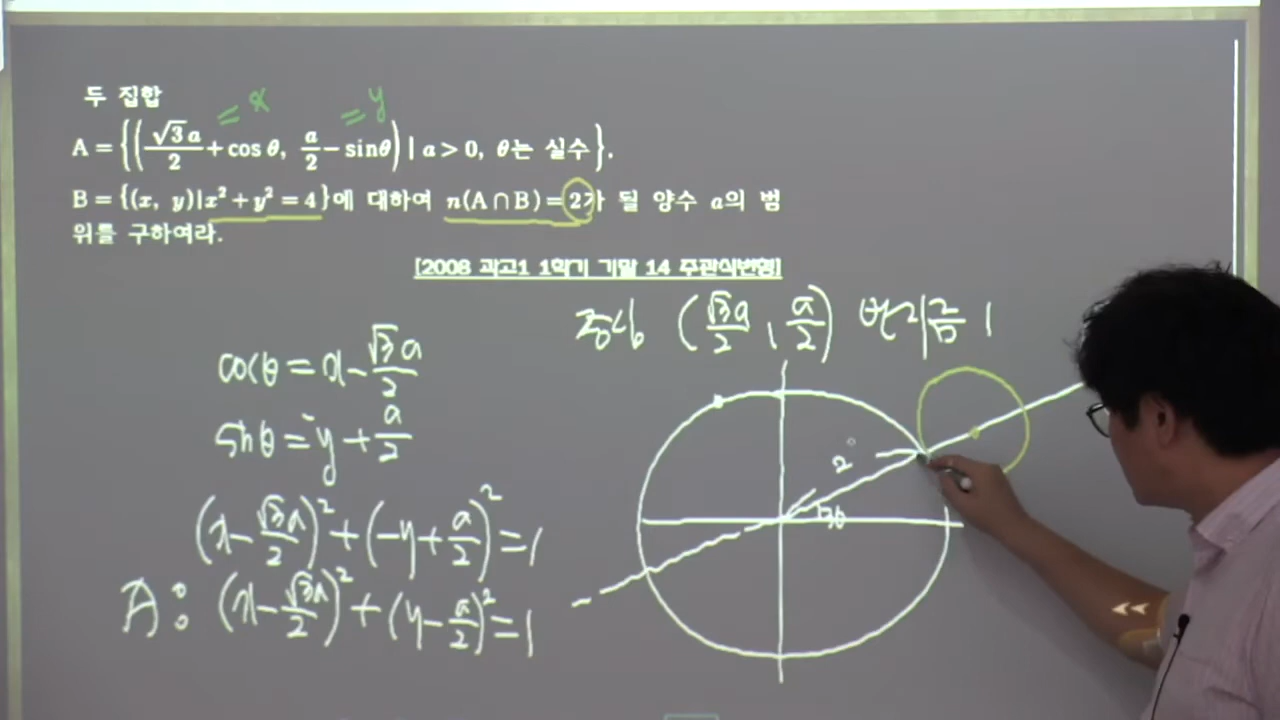 두 집합
= x = y
A = {(√3a/2 + cos θ, a/2 − sinθ) | a > 0, θ는 실수}.
B = {(x, y)|x² + y² = 4}에 대하여 n(A∩B) = 2가 될 양수 a의 범
위를 구하여라.
[2008 과고1 1학기 기말 14 주관식변형]
중심 (√3a/2, a/2) 반지름 1
cosθ = x − √3a/2
sinθ = −y + a/2
(x − √3a/2)² + (−y + a/2)² = 1
A : (x − √3a/2)² + (y − a/2)² = 1
2
30